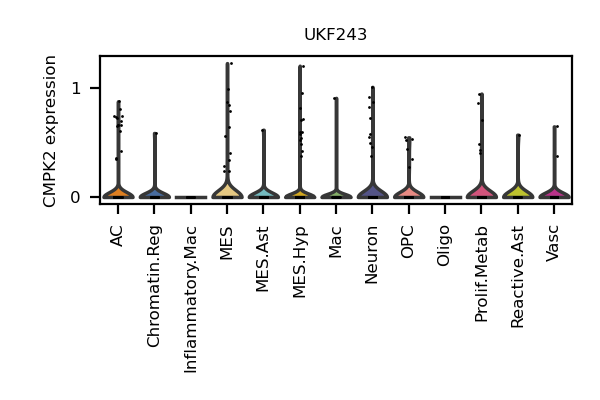 UKF243
CMPK2 expression
1
0
AC
Chromatin.Reg
Inflammatory.Mac
MES
MES.Ast
MES.Hyp
Mac
Neuron
OPC
Oligo
Prolif.Metab
Reactive.Ast
Vasc